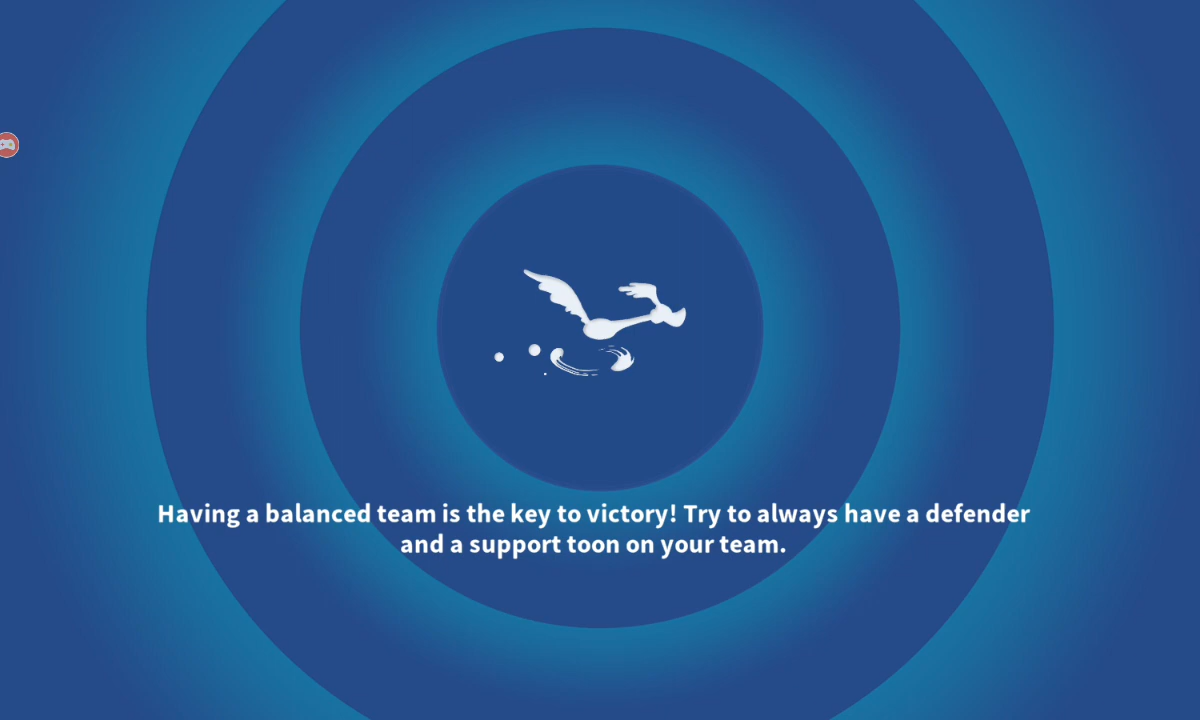 Having a balanced team is the key to victory! Try to always have a defender
and a support toon on your team.